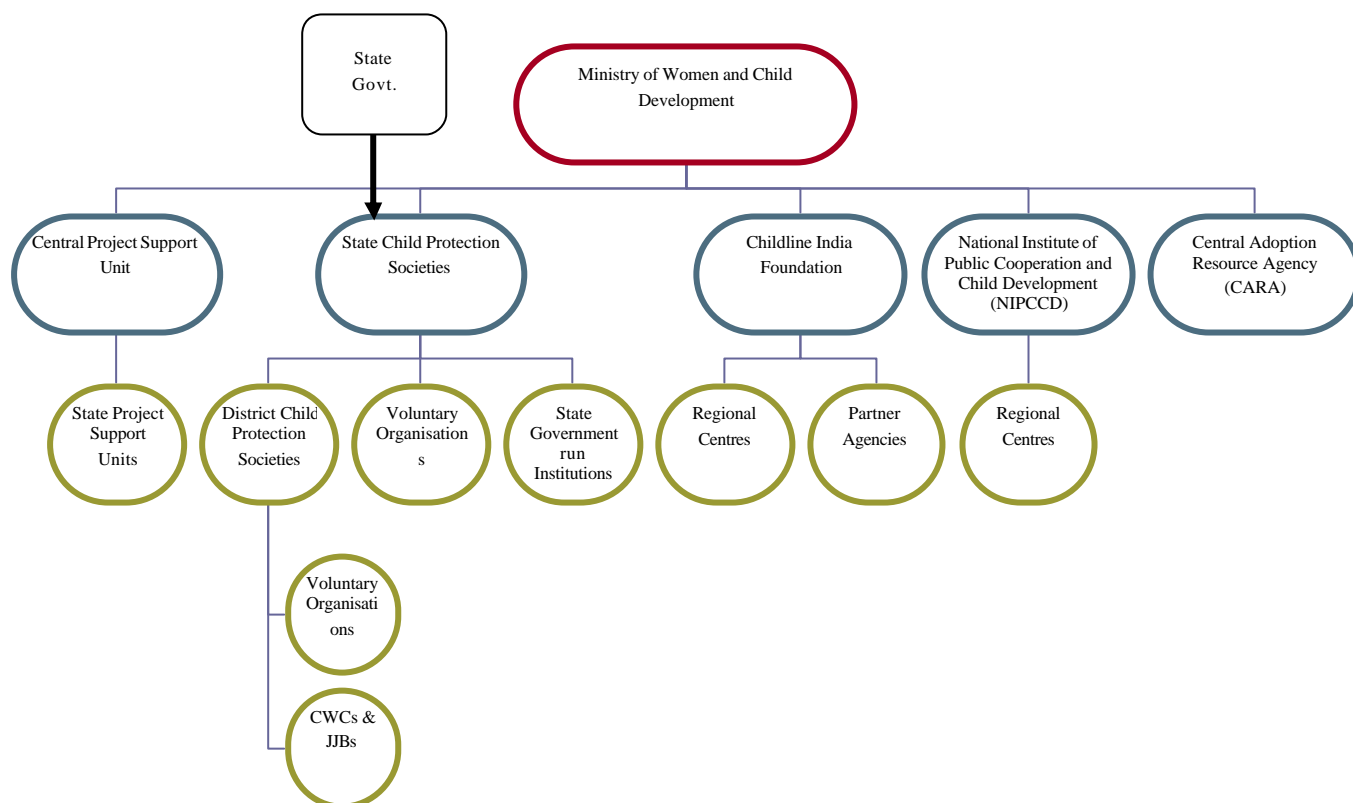 State
Govt.
Ministry of Women and Child
Development
Central Project Support
Unit
State Child Protection
Societies
Childline India
Foundation
National Institute of
Public Cooperation and
Child Development
(NIPCCD)
Central Adoption
Resource Agency
(CARA)
State Project
Support
Units
District Child
Protection
Societies
Voluntary
Organisation
s
State
Government
run
Institutions
Regional
Centres
Partner
Agencies
Regional
Centres
Voluntary
Organisati
ons
CWCs &
JJBs